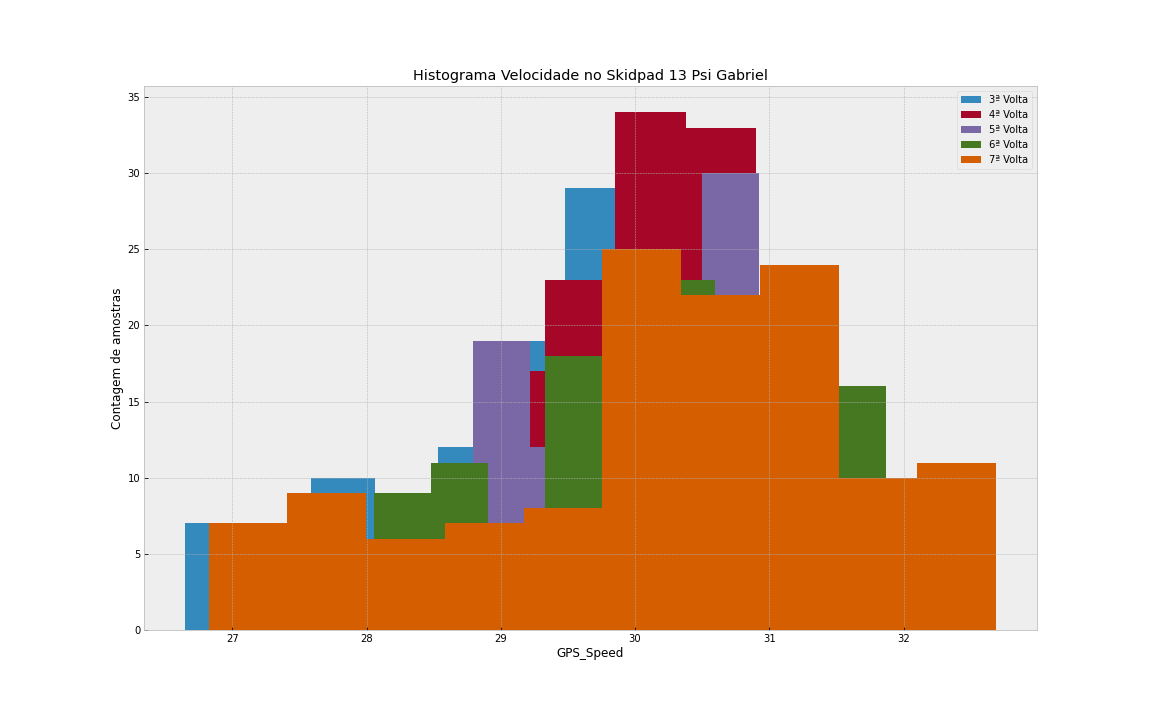 Histograma Velocidade no Skidpad 13 Psi Gabriel
35
30
25
20
15
10
5
0
Contagem de amostras
3ª Volta
4ª Volta
5ª Volta
6ª Volta
7ª Volta
27 28 29 30 31 32
GPS_Speed